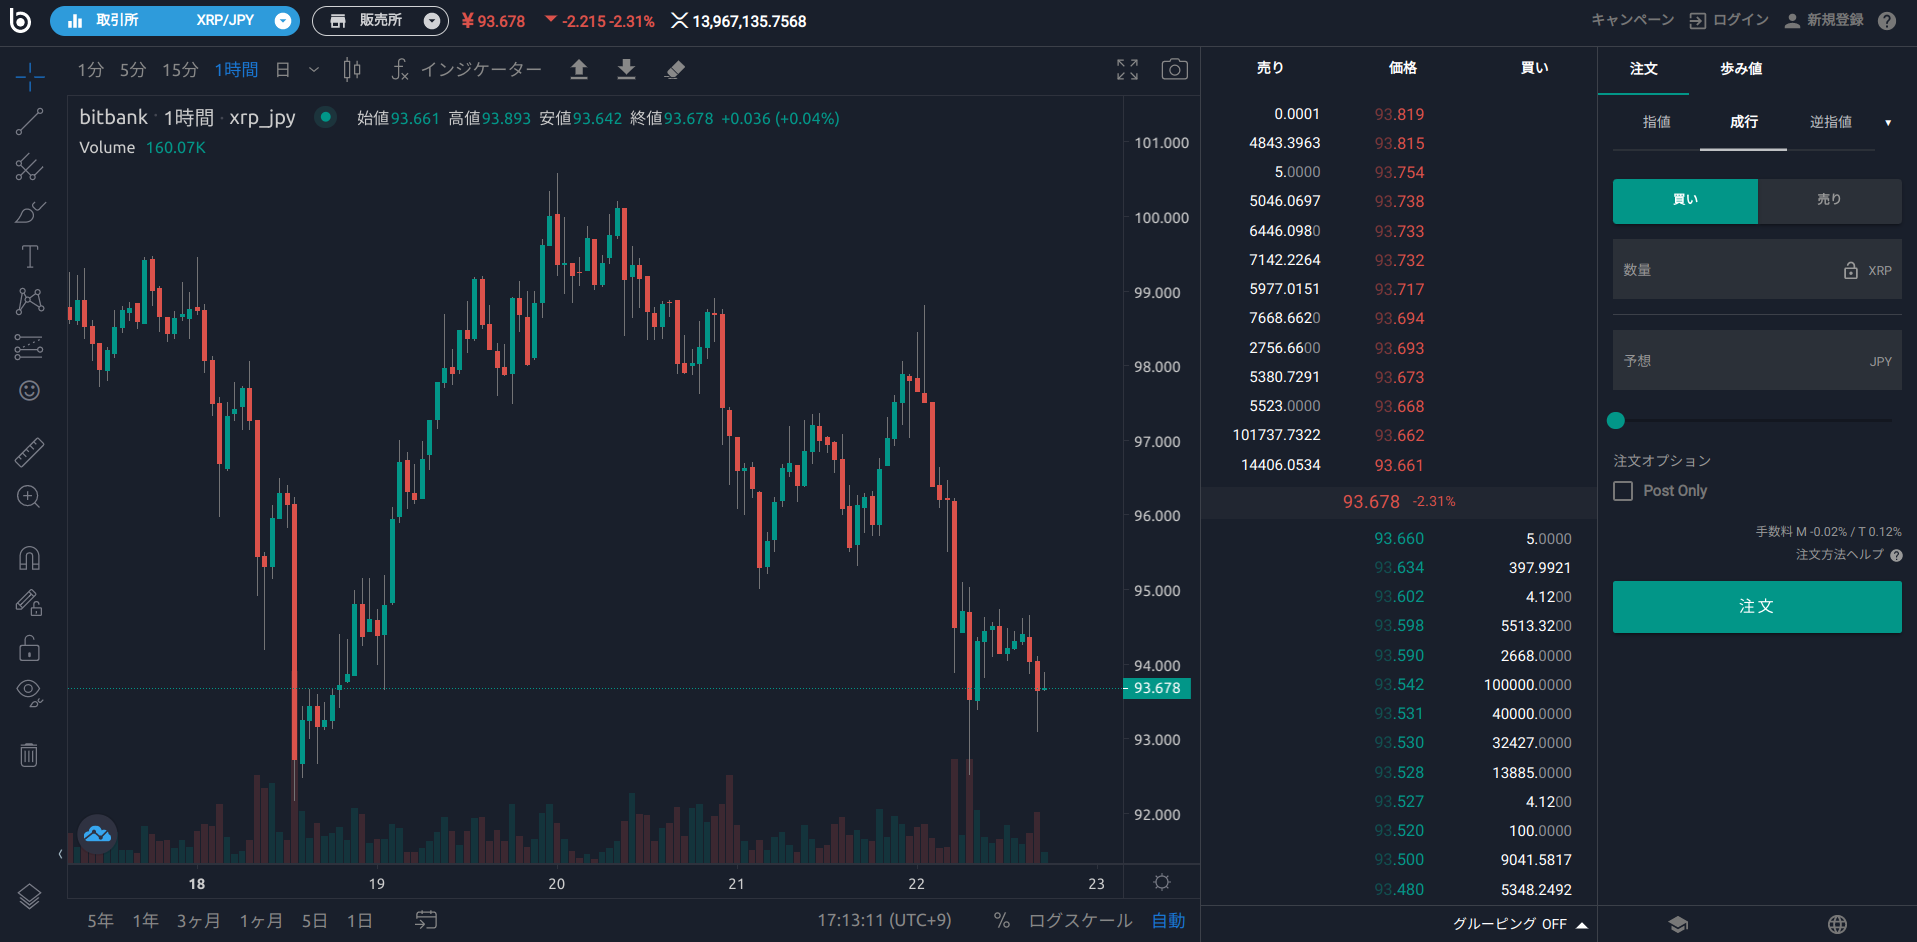 取引所 XRP/JPY 販売所 ¥93.678 -2.215 -2.31% 13,967,135.7568 キャンペーン ログイン 新規登録
1分 5分 15分 1時間 日 インジケーター
bitbank · 1時間 · xrp_jpy 始値93.661 高値93.893 安値93.642 終値93.678 +0.036 (+0.04%)
Volume 160.07K
101.000
100.000
99.000
98.000
97.000
96.000
95.000
94.000
93.678
93.000
92.000
18 19 20 21 22 23
5年 1年 3ヶ月 1ヶ月 5日 1日 17:13:11 (UTC+9) % ログスケール 自動
売り 価格 買い
0.0001 93.819
4843.3963 93.815
5.0000 93.754
5046.0697 93.738
6446.0980 93.733
7142.2264 93.732
5977.0151 93.717
7668.6620 93.694
2756.6600 93.693
5380.7291 93.673
5523.0000 93.668
101737.7322 93.662
14406.0534 93.661
93.678 -2.31%
93.660 5.0000
93.634 397.9921
93.602 4.1200
93.598 5513.3200
93.590 2668.0000
93.542 100000.0000
93.531 40000.0000
93.530 32427.0000
93.528 13885.0000
93.527 4.1200
93.520 100.0000
93.500 9041.5817
93.480 5348.2492
グルーピング OFF
注文 歩み値
指値 成行 逆指値
買い 売り
数量 XRP
予想 JPY
注文オプション
Post Only
手数料 M -0.02% / T 0.12%
注文方法ヘルプ
注文